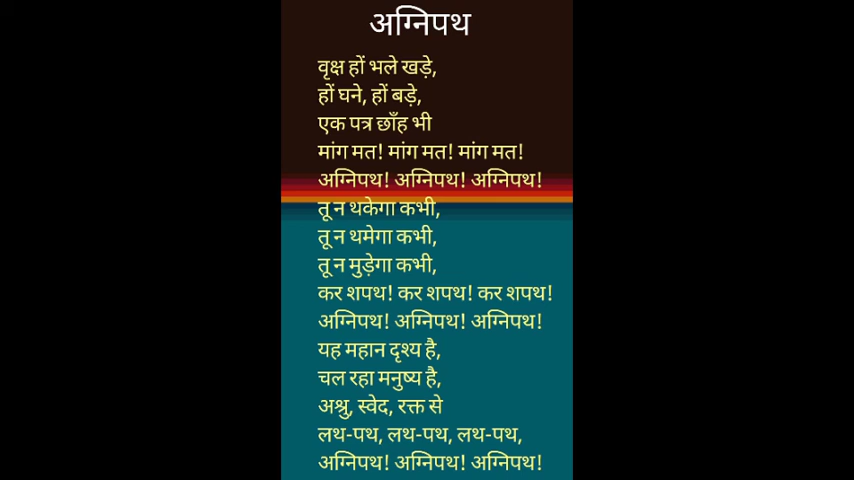 अग्निपथ
वृक्ष हों भले खड़े,
हों घने, हों बड़े,
एक पत्र छाँह भी
मांग मत! मांग मत! मांग मत!
अग्निपथ! अग्निपथ! अग्निपथ!
तू न थकेगा कभी,
तू न थमेगा कभी,
तू न मुड़ेगा कभी,
कर शपथ! कर शपथ! कर शपथ!
अग्निपथ! अग्निपथ! अग्निपथ!
यह महान दृश्य है,
चल रहा मनुष्य है,
अश्रु, स्वेद, रक्त से
लथ-पथ, लथ-पथ, लथ-पथ,
अग्निपथ! अग्निपथ! अग्निपथ!